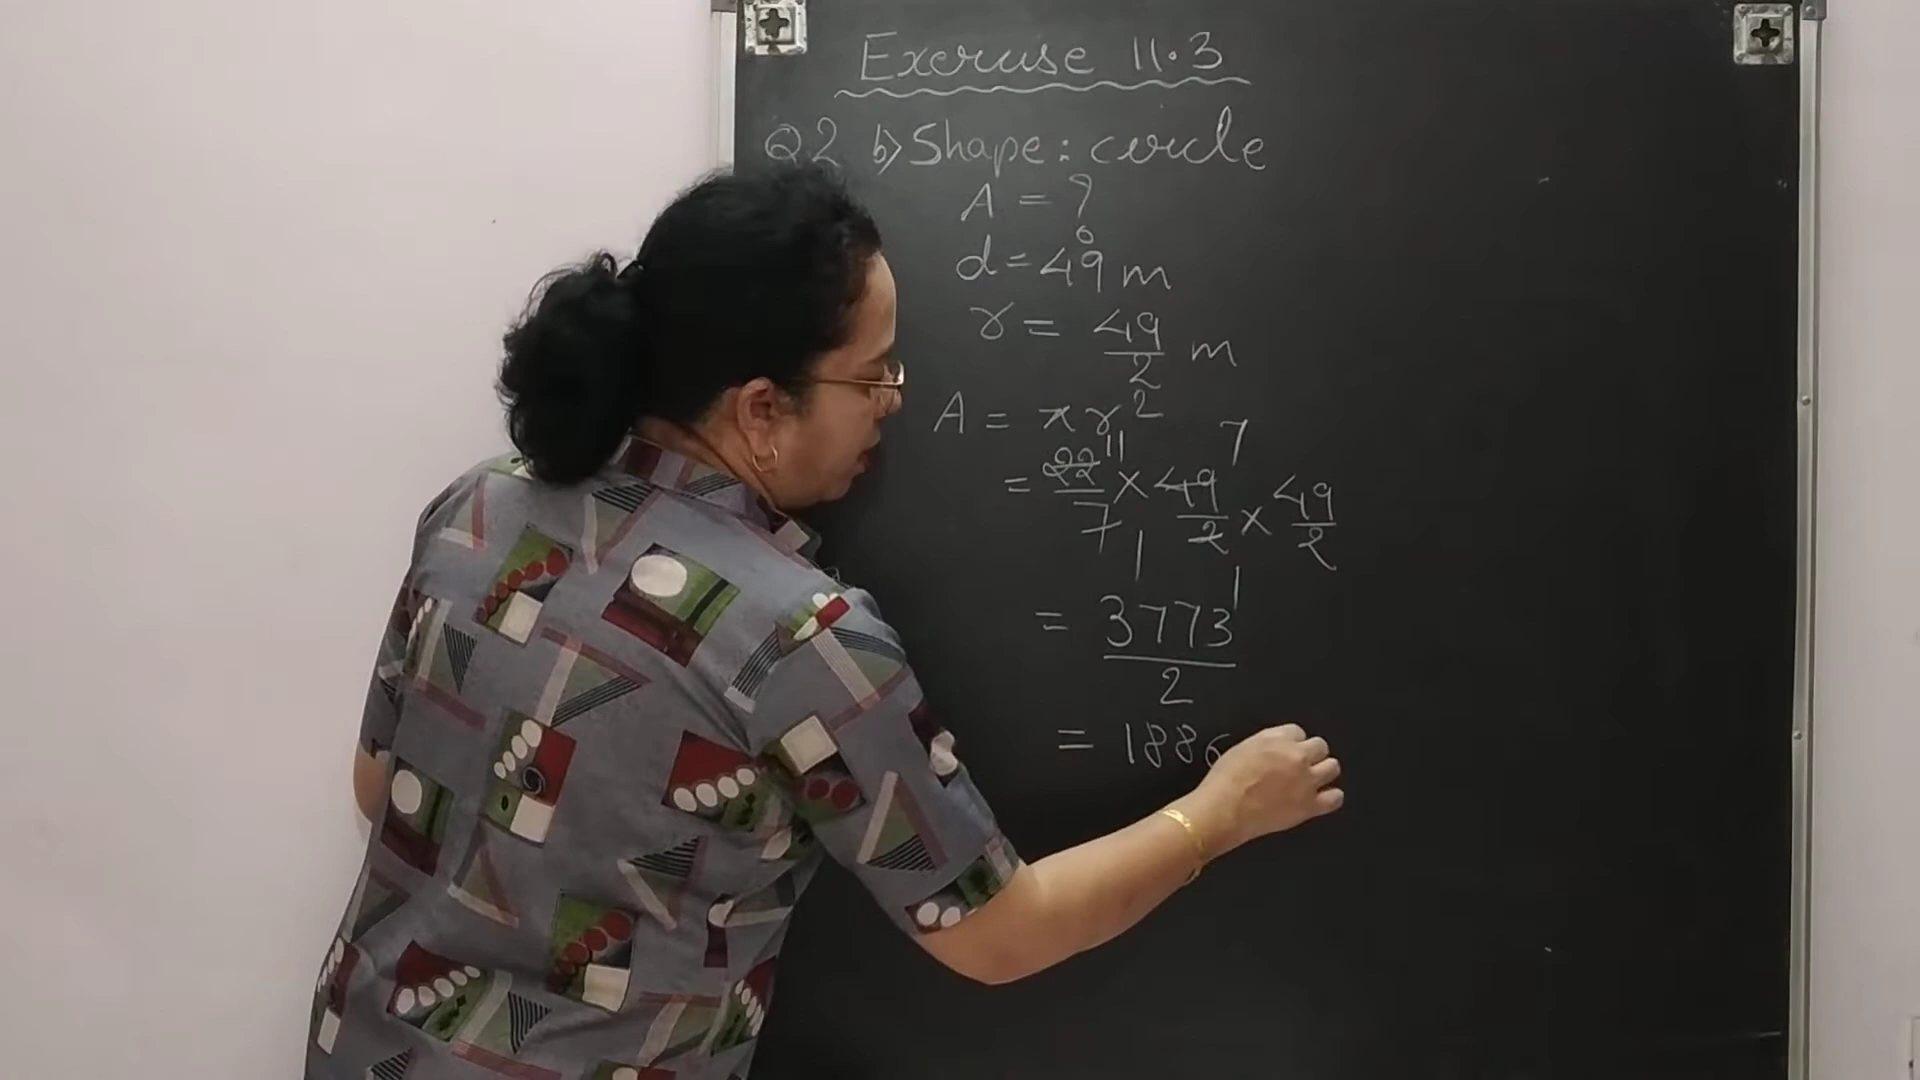 Exercise 11.3
Q2 b) Shape: circle
A = ?
d = 49 m
r = 49/2 m
A = πr²
= 22/7 × 49/2 × 49/2
11 7 1 1
= 3773/2
= 1886